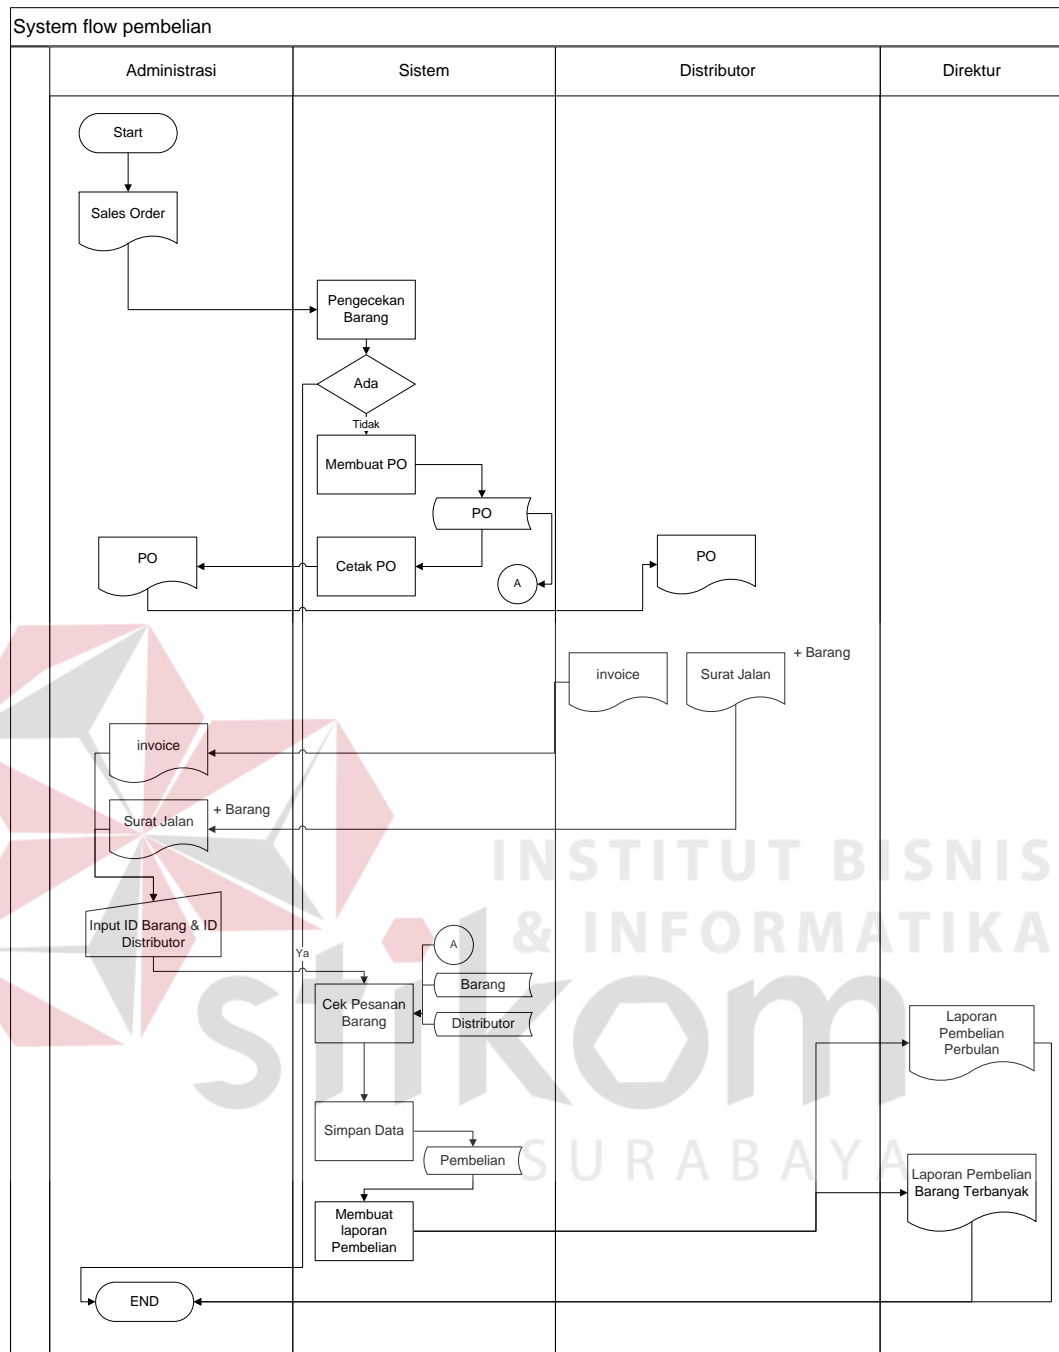 System flow pembelian
Administrasi
Sistem
Distributor
Direktur
Start
Sales Order
Pengecekan
Barang
Ada
Tidak
Membuat PO
PO
PO
Cetak PO
A
PO
invoice
Surat Jalan
+ Barang
invoice
Surat Jalan
+ Barang
Input ID Barang & ID
Distributor
Ya
A
Barang
Distributor
Cek Pesanan
Barang
Laporan
Pembelian
Perbulan
Simpan Data
Pembelian
Laporan Pembelian
Barang Terbanyak
Membuat
laporan
Pembelian
END
INSTITUT BISNIS
& INFORMATIKA
stikom
SURABAYA